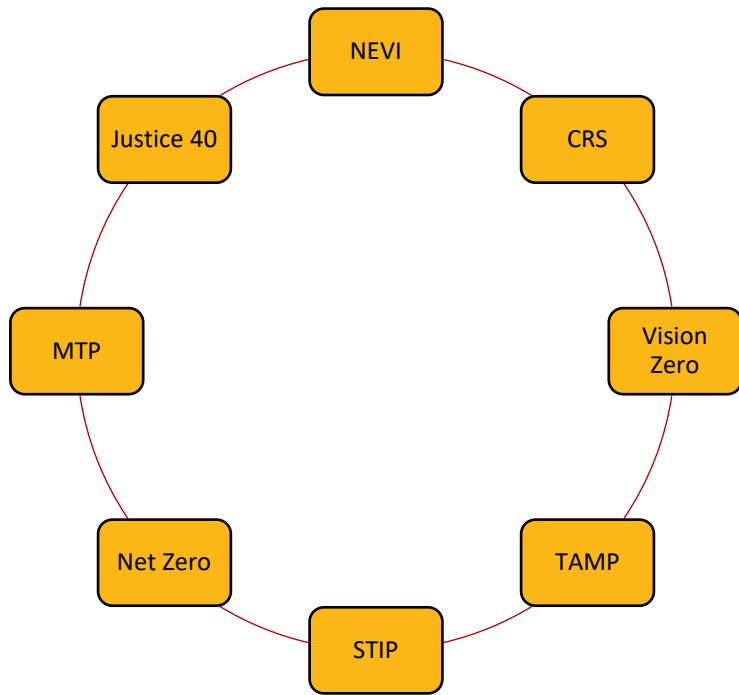 NEVI
CRS
Vision
Zero
TAMP
STIP
Net Zero
MTP
Justice 40